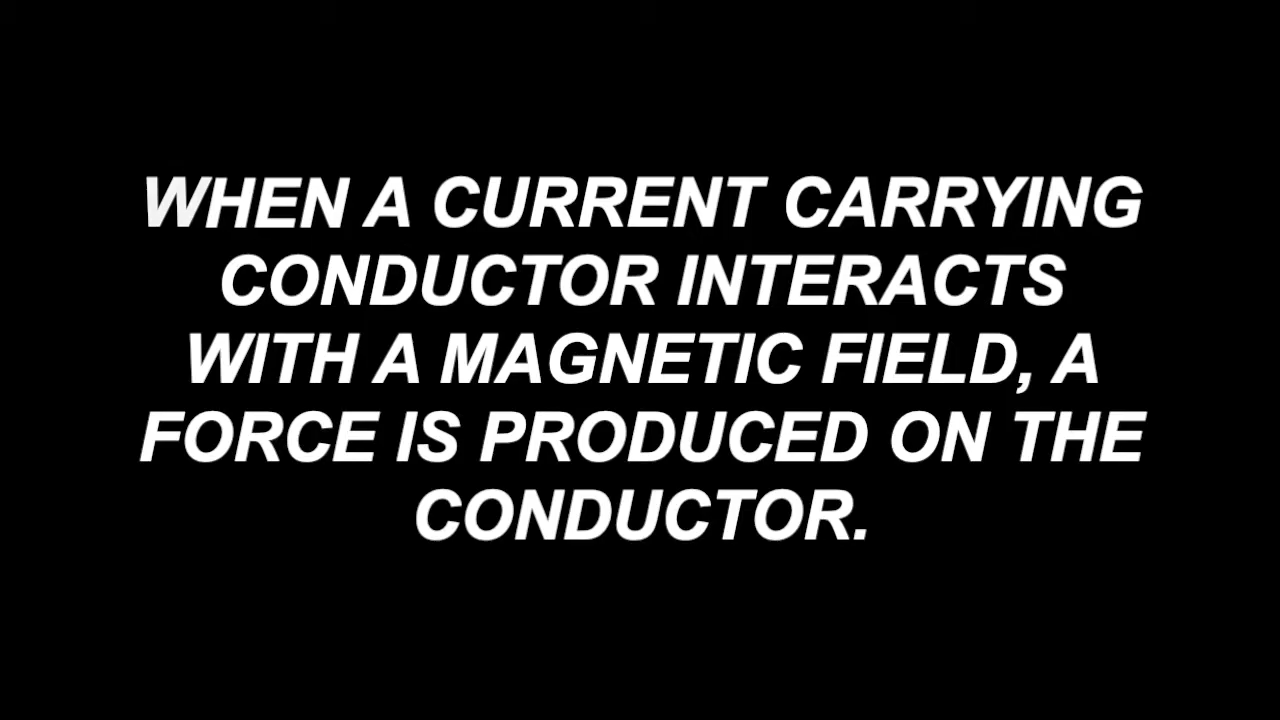 WHEN A CURRENT CARRYING
CONDUCTOR INTERACTS
WITH A MAGNETIC FIELD, A
FORCE IS PRODUCED ON THE
CONDUCTOR.